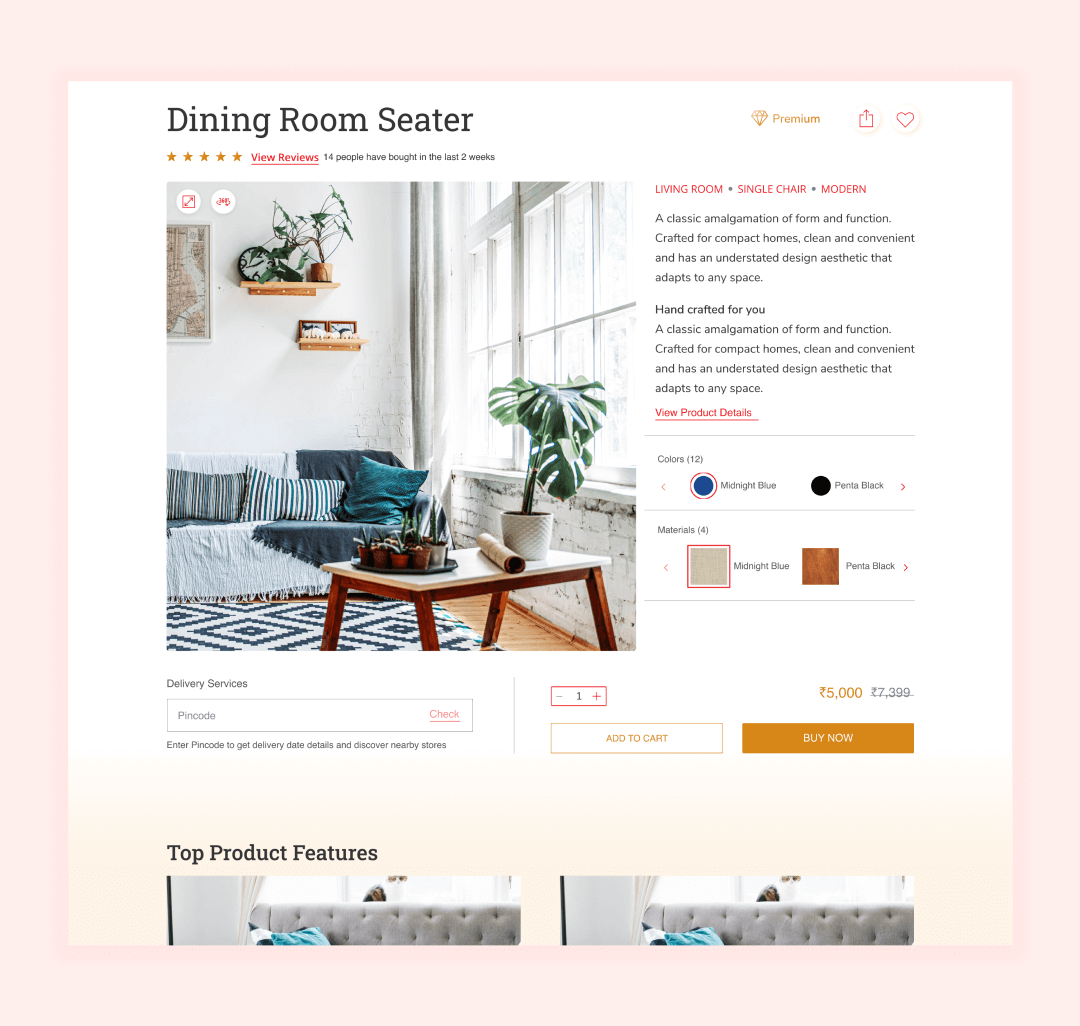 Dining Room Seater
Premium
View Reviews 14 people have bought in the last 2 weeks
360°
LIVING ROOM • SINGLE CHAIR • MODERN
A classic amalgamation of form and function.
Crafted for compact homes, clean and convenient
and has an understated design aesthetic that
adapts to any space.
Hand crafted for you
A classic amalgamation of form and function.
Crafted for compact homes, clean and convenient
and has an understated design aesthetic that
adapts to any space.
View Product Details
Colors (12)
Midnight Blue
Penta Black
Materials (4)
Midnight Blue
Penta Black
Delivery Services
Pincode
Check
Enter Pincode to get delivery date details and discover nearby stores
− 1 +
₹5,000 ₹7,399
ADD TO CART
BUY NOW
Top Product Features